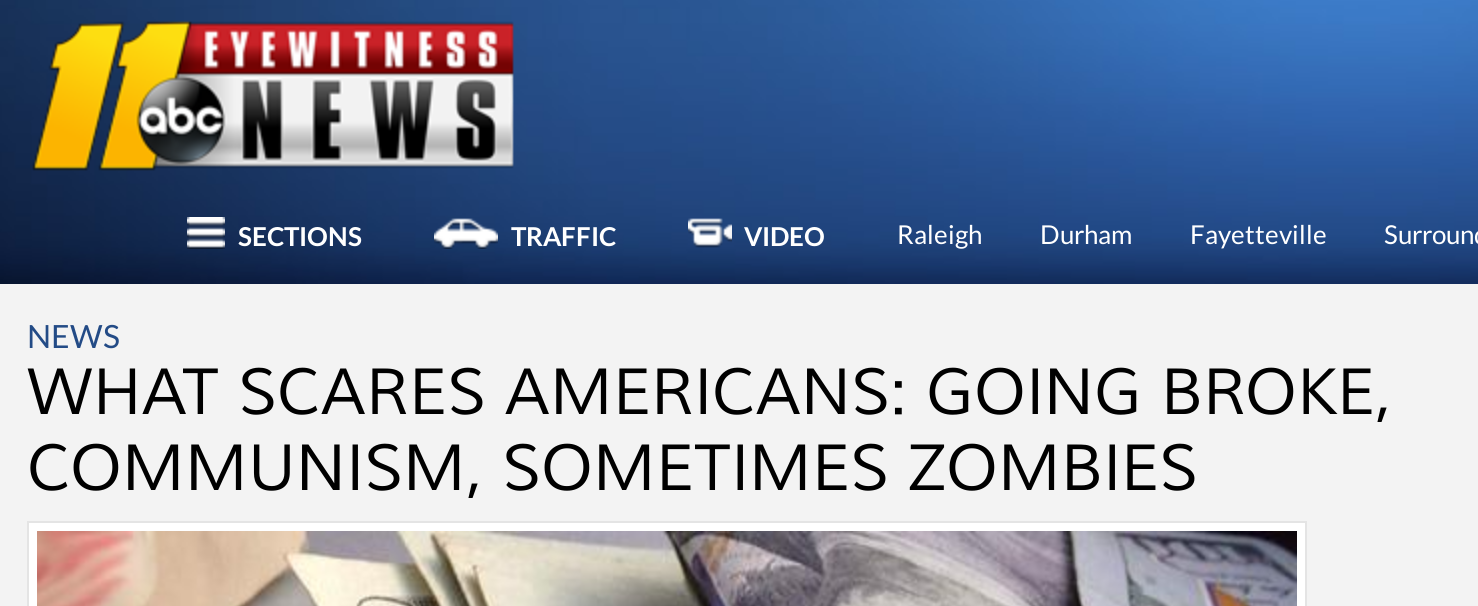 11 EYEWITNESS
abc NEWS
SECTIONS TRAFFIC VIDEO Raleigh Durham Fayetteville Surroun
NEWS
WHAT SCARES AMERICANS: GOING BROKE,
COMMUNISM, SOMETIMES ZOMBIES